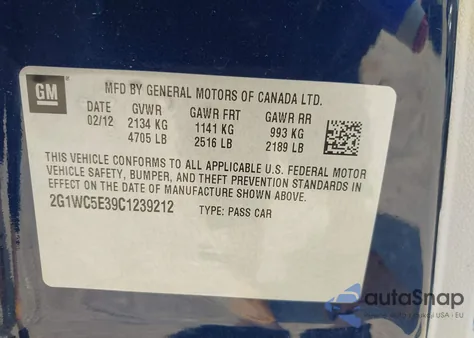 GM
MFD BY GENERAL MOTORS OF CANADA LTD.
DATE GVWR GAWR FRT GAWR RR
02/12 2134 KG 1141 KG 993 KG
4705 LB 2516 LB 2189 LB
THIS VEHICLE CONFORMS TO ALL APPLICABLE U.S. FEDERAL MOTOR
VEHICLE SAFETY, BUMPER, AND THEFT PREVENTION STANDARDS IN
EFFECT ON THE DATE OF MANUFACTURE SHOWN ABOVE.
2G1WC5E39C1239212 TYPE: PASS CAR
autoSnap
USA - EU